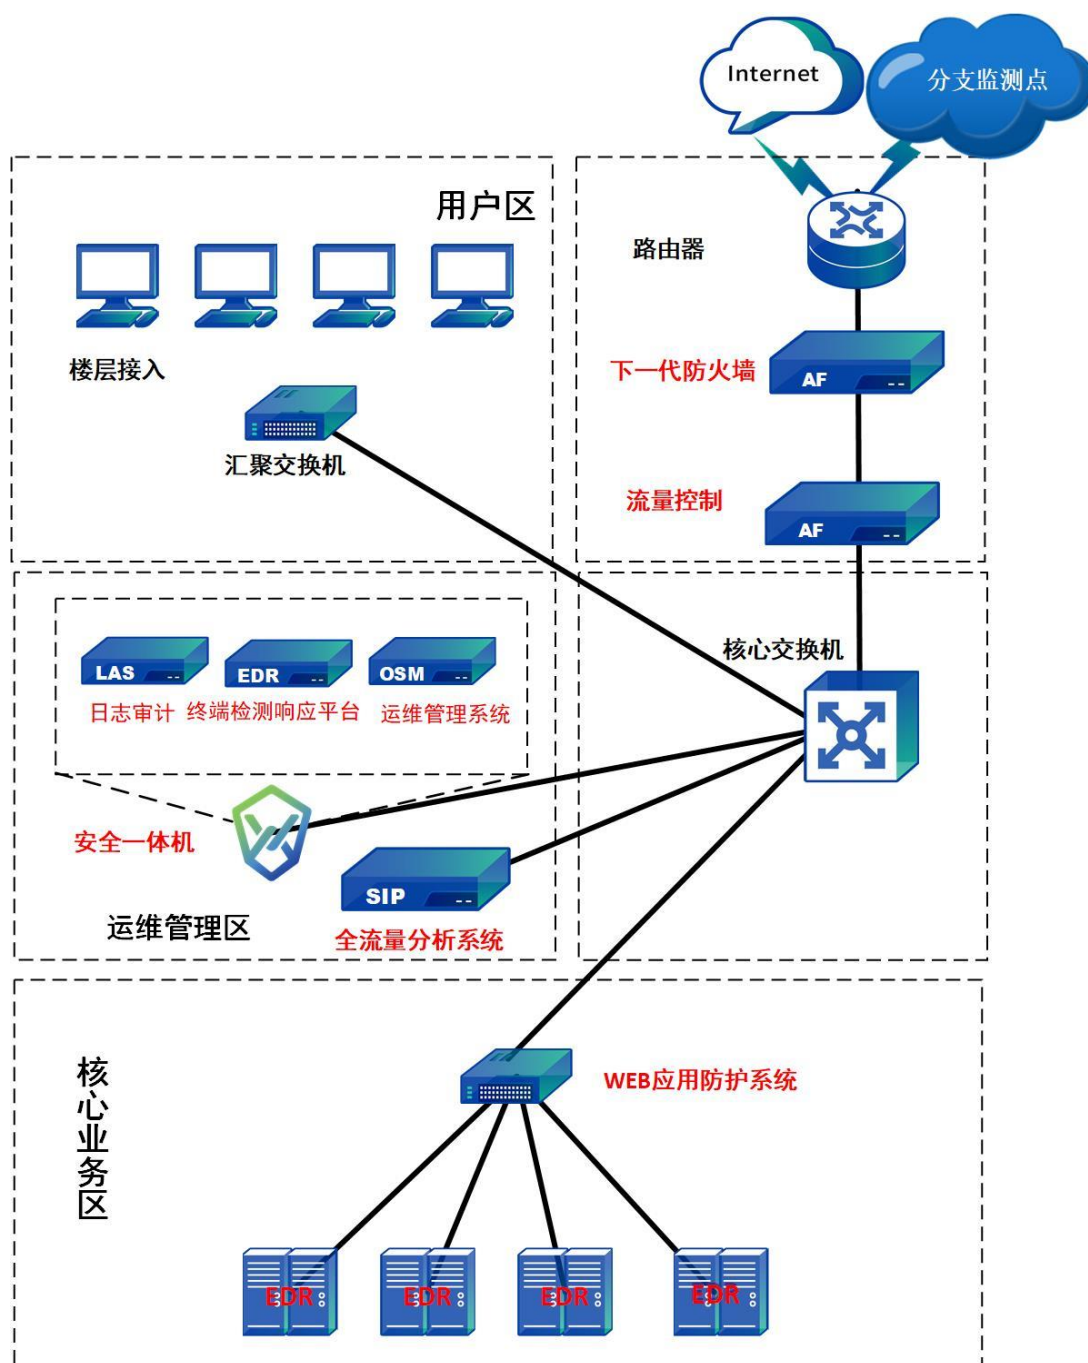 Internet
分支监测点
用户区
路由器
楼层接入
下一代防火墙
AF
汇聚交换机
流量控制
AF
核心交换机
LAS
EDR
OSM
日志审计
终端检测响应平台
运维管理系统
安全一体机
SIP
运维管理区
全流量分析系统
核心业务区
WEB应用防护系统
EDR
EDR
EDR
EDR